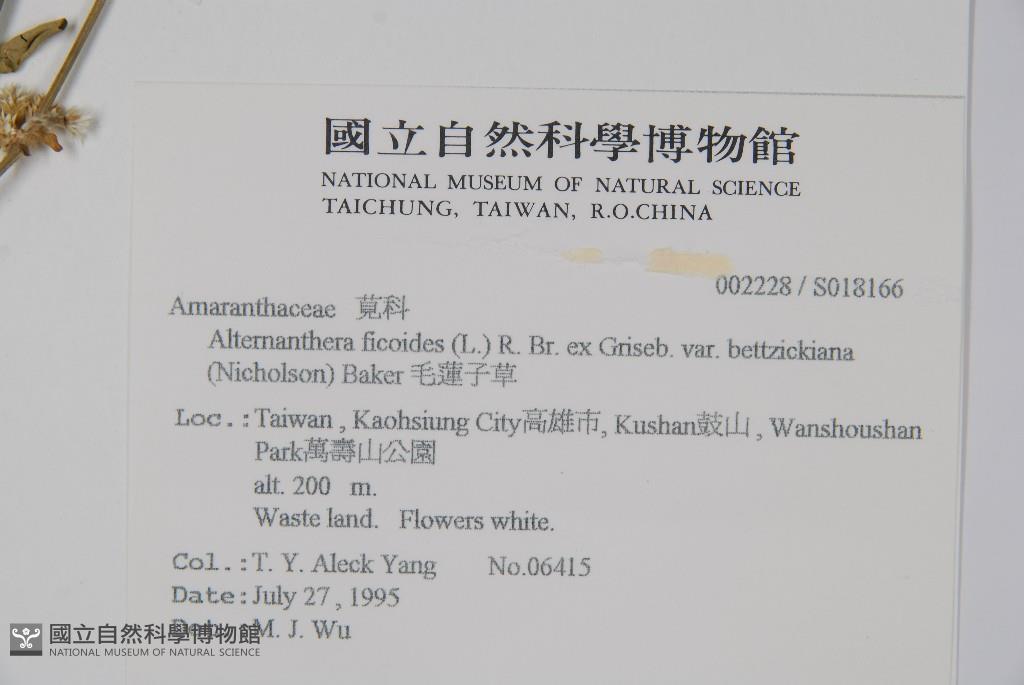 國立自然科學博物館
NATIONAL MUSEUM OF NATURAL SCIENCE
TAICHUNG, TAIWAN, R.O.CHINA
002228 / S018166
Amaranthaceae 莧科
Alternanthera ficoides (L.) R. Br. ex Griseb. var. bettzickiana
(Nicholson) Baker 毛蓮子草
Loc.:Taiwan , Kaohsiung City高雄市, Kushan鼓山 , Wanshoushan
Park萬壽山公園
alt. 200 m.
Waste land. Flowers white.
Col.:T. Y. Aleck Yang No.06415
Date:July 27 , 1995
M. J. Wu
國立自然科學博物館
NATIONAL MUSEUM OF NATURAL SCIENCE